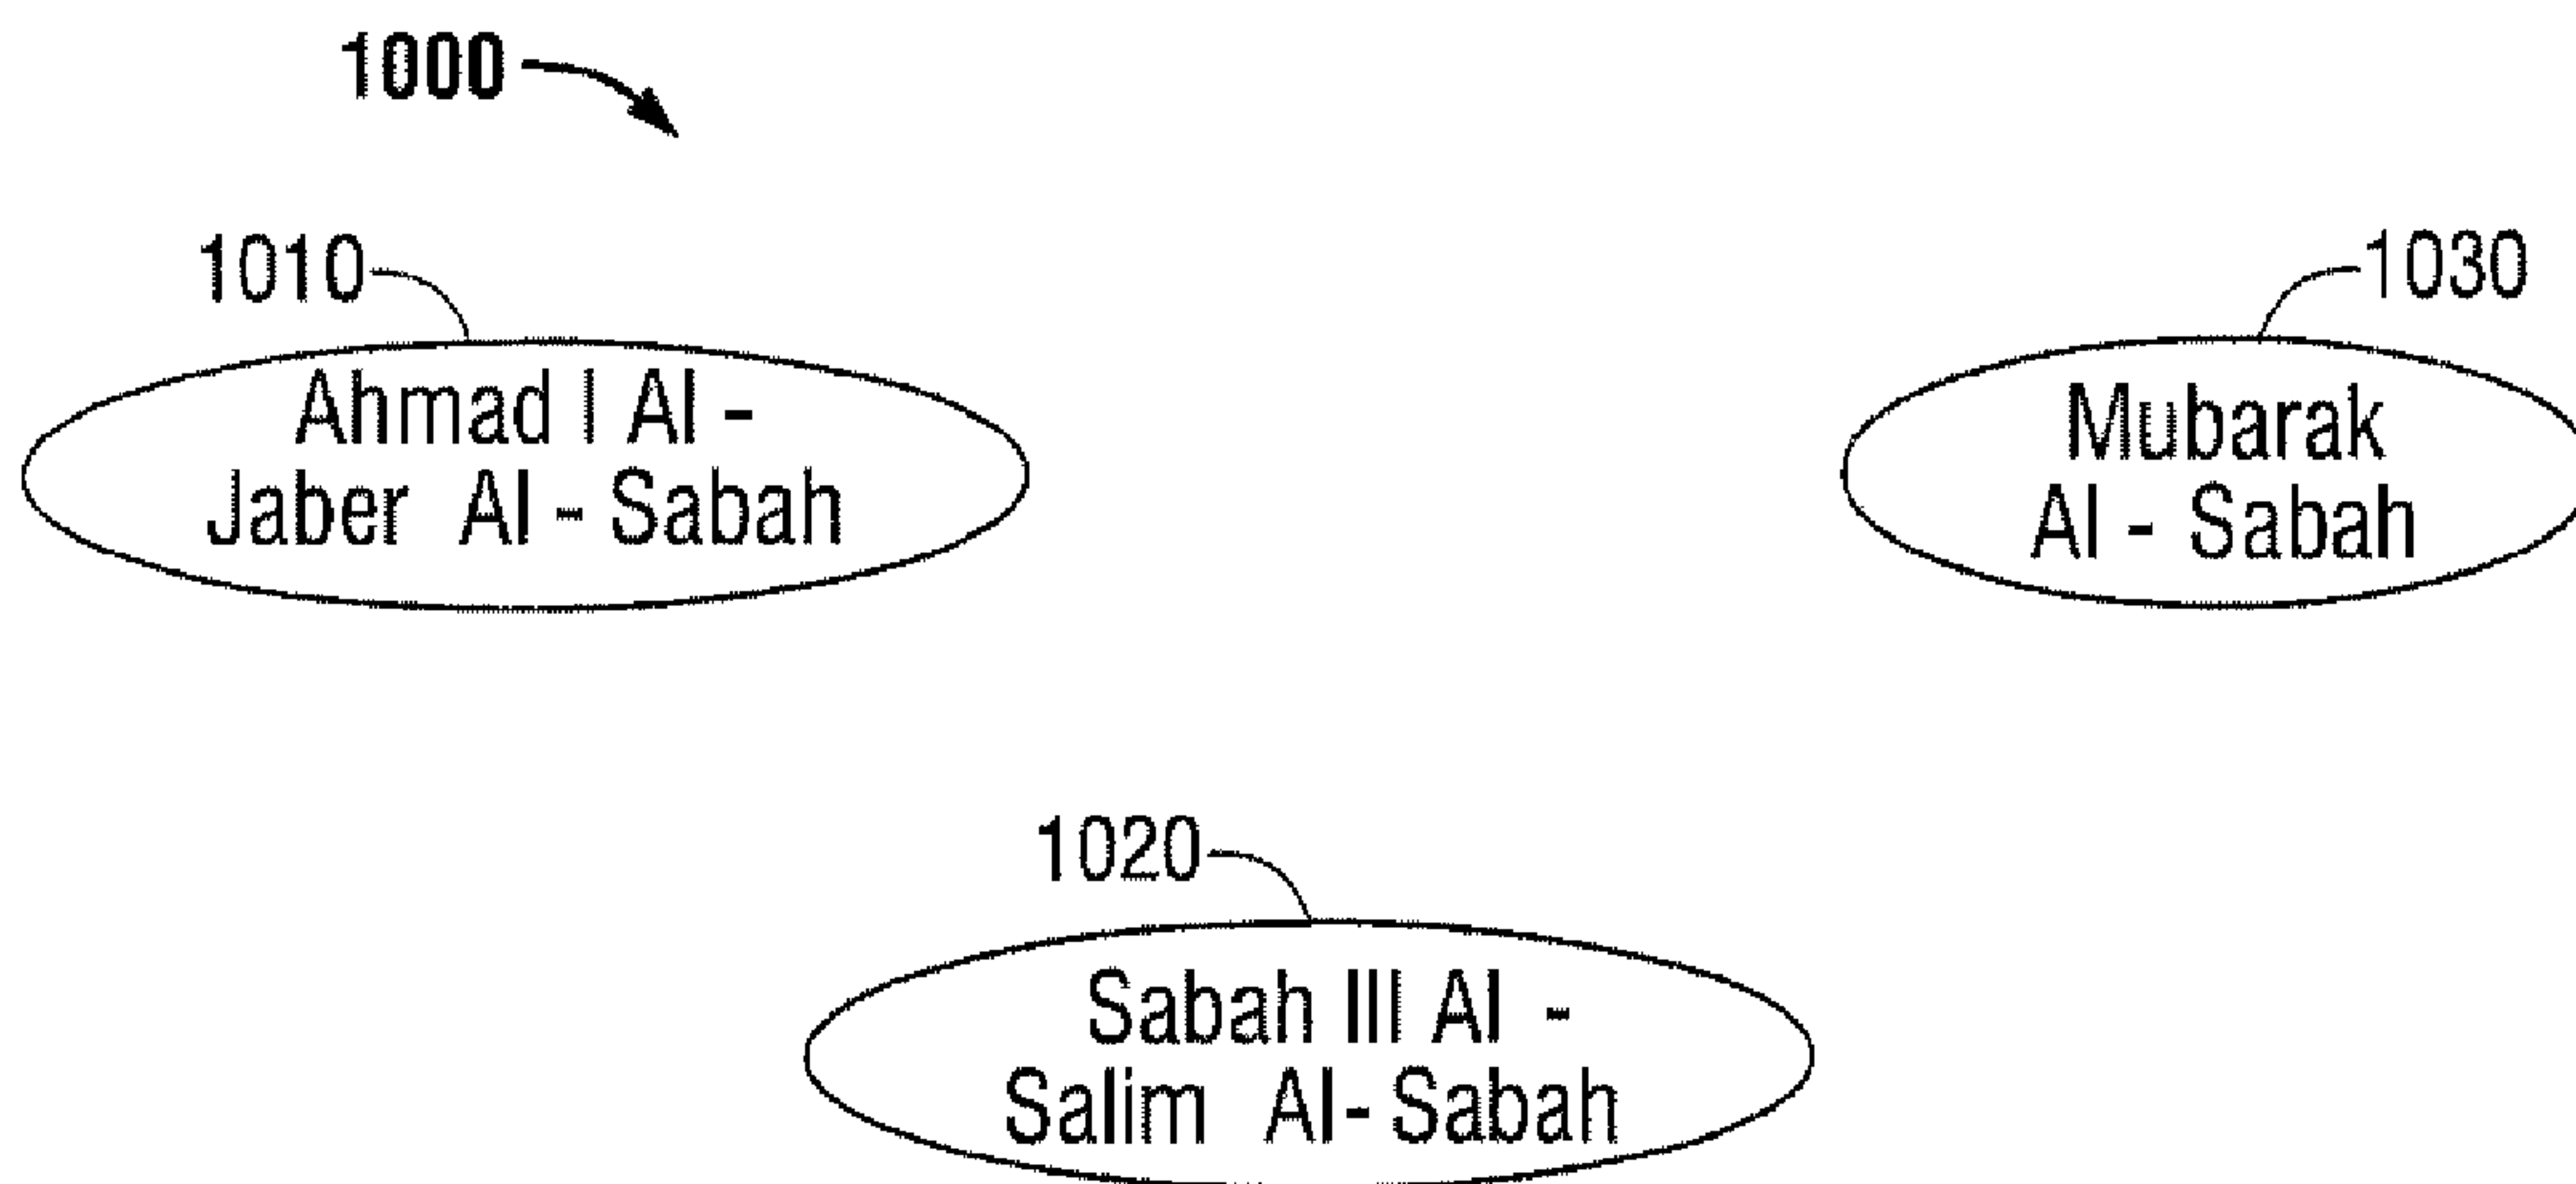 1000
1010
1030
Ahmad I Al -
Jaber Al - Sabah
Mubarak
Al - Sabah
1020
Sabah III Al -
Salim Al- Sabah